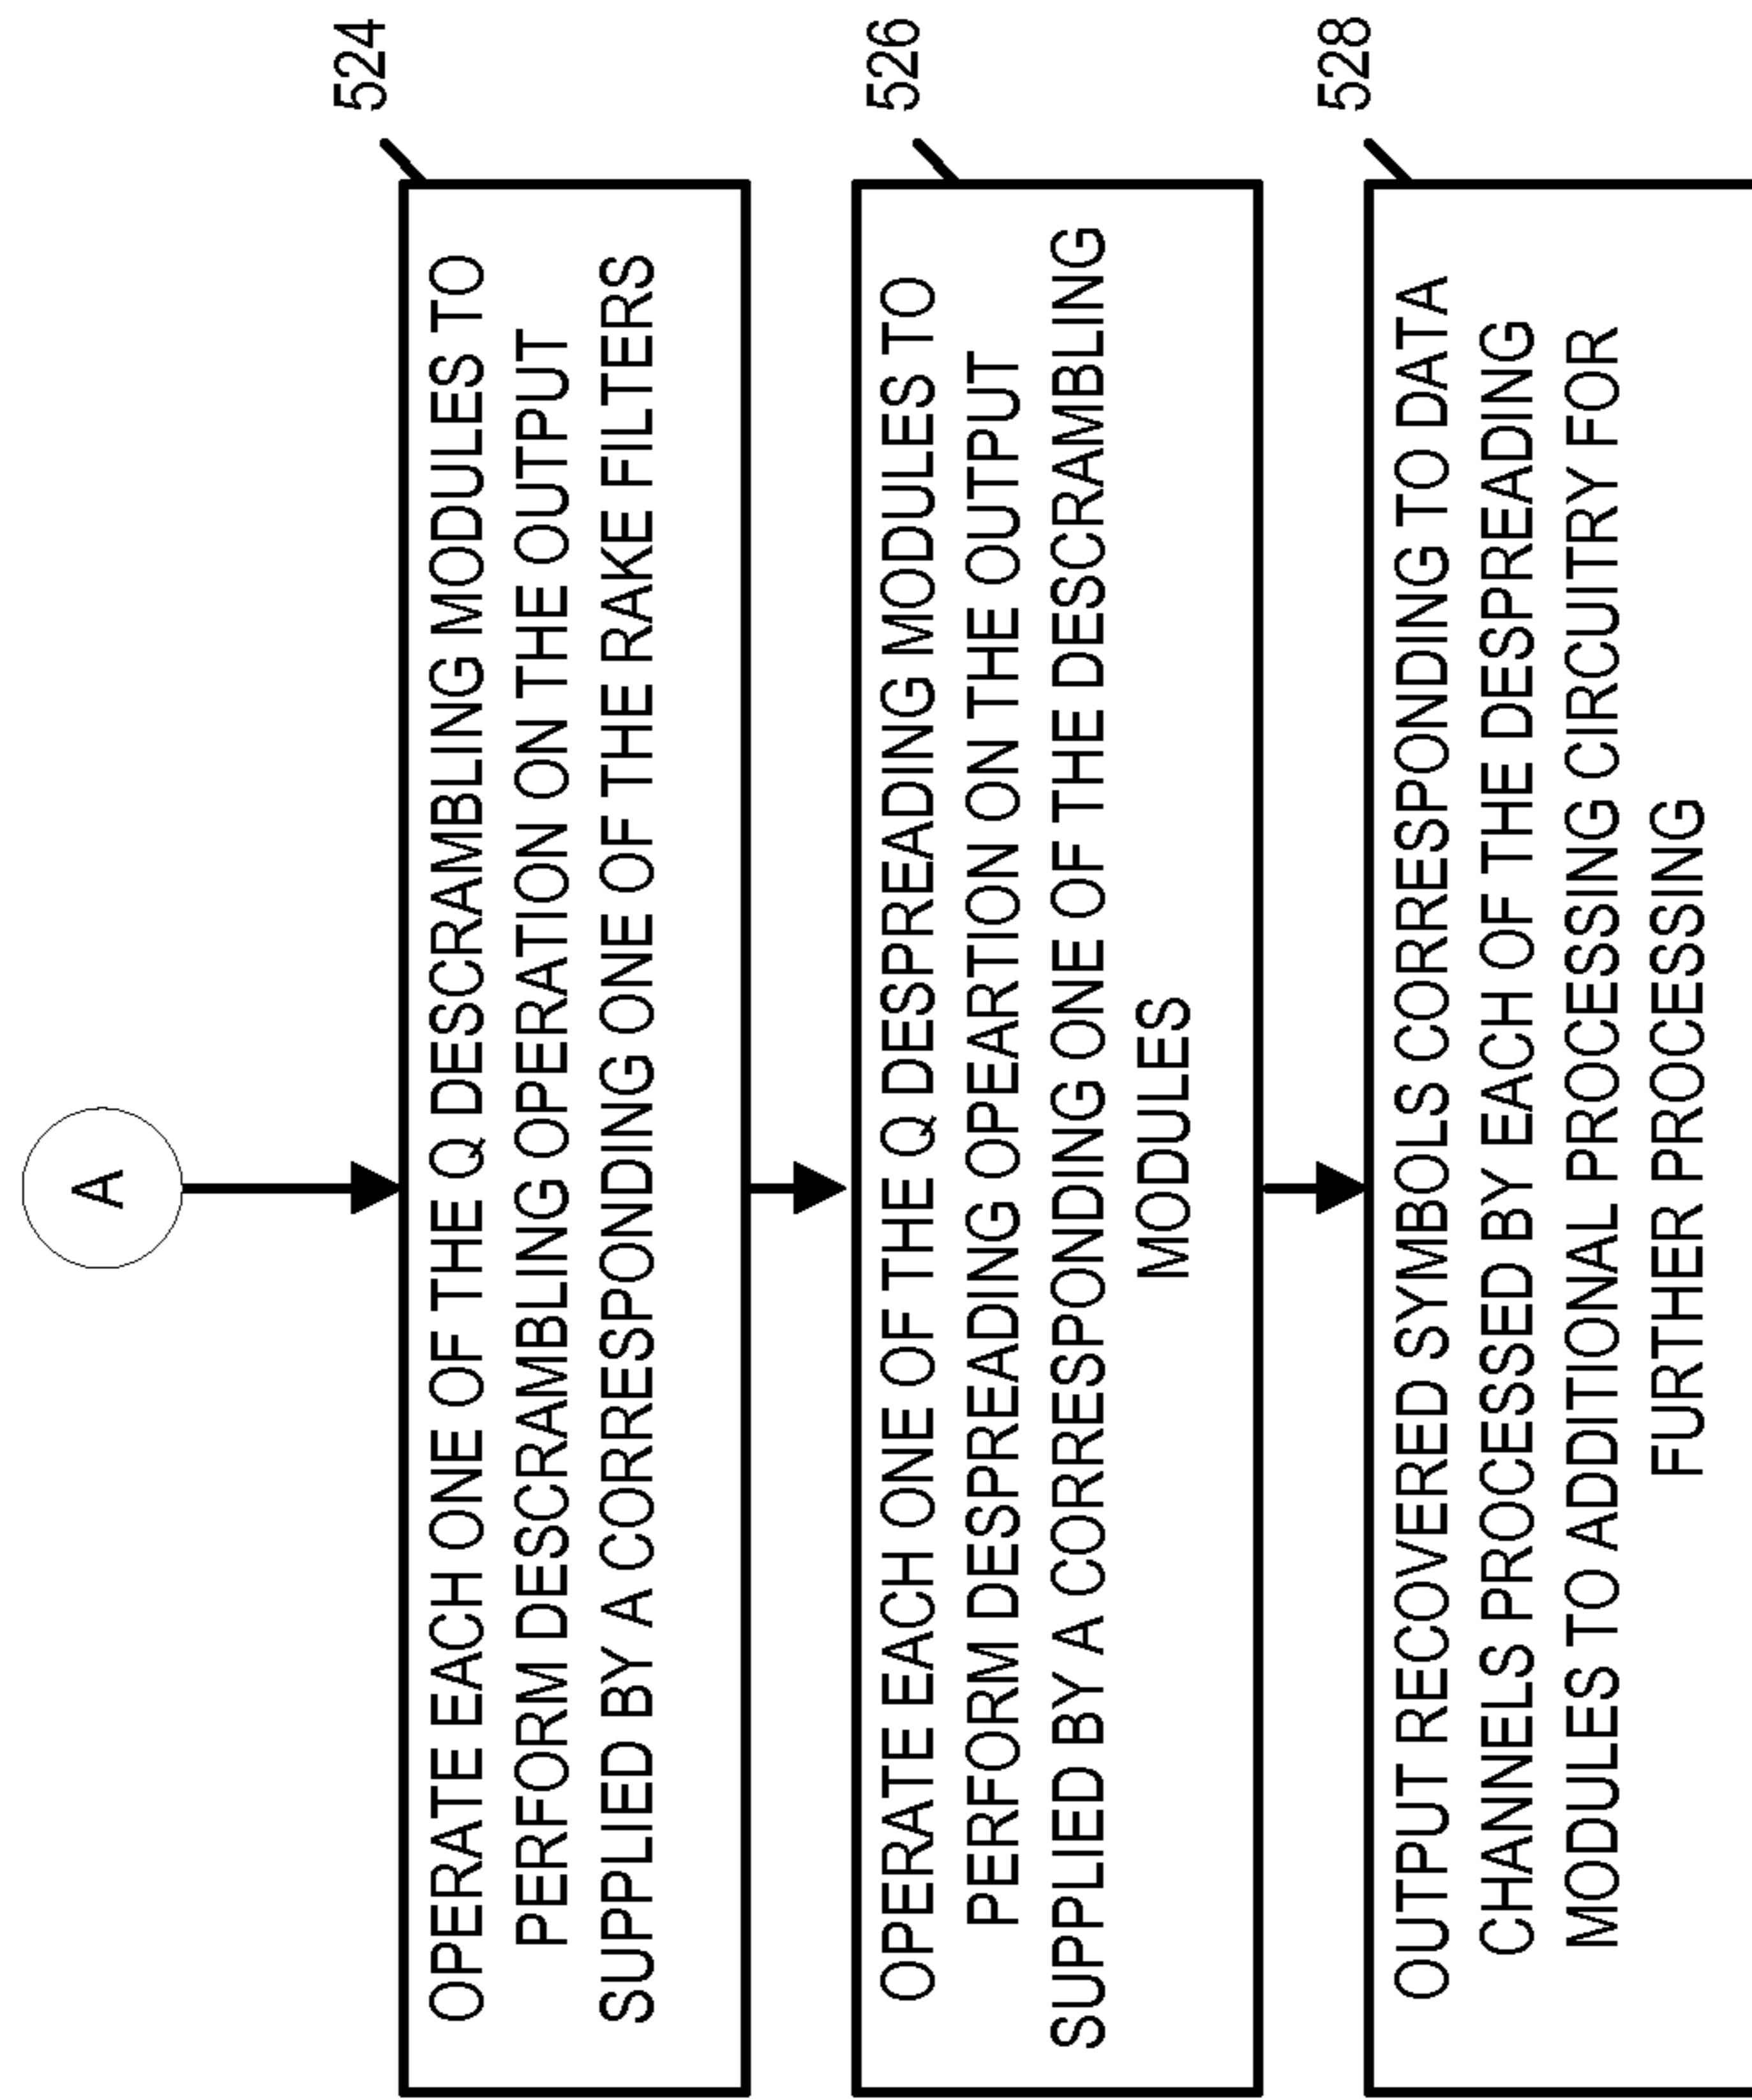 A
524
OPERATE EACH ONE OF THE Q DESCRAMBLING MODULES TO
PERFORM DESCRAMBLING OPERATION ON THE OUTPUT
SUPPLIED BY A CORRESPONDING ONE OF THE RAKE FILTERS
526
OPERATE EACH ONE OF THE Q DESPREADING MODULES TO
PERFORM DESPREADING OPEARTION ON THE OUTPUT
SUPPLIED BY A CORRESPONDING ONE OF THE DESCRAMBLING
MODULES
528
OUTPUT RECOVERED SYMBOLS CORRESPONDING TO DATA
CHANNELS PROCESSED BY EACH OF THE DESPREADING
MODULES TO ADDITIONAL PROCESSING CIRCUITRY FOR
FURTHER PROCESSING